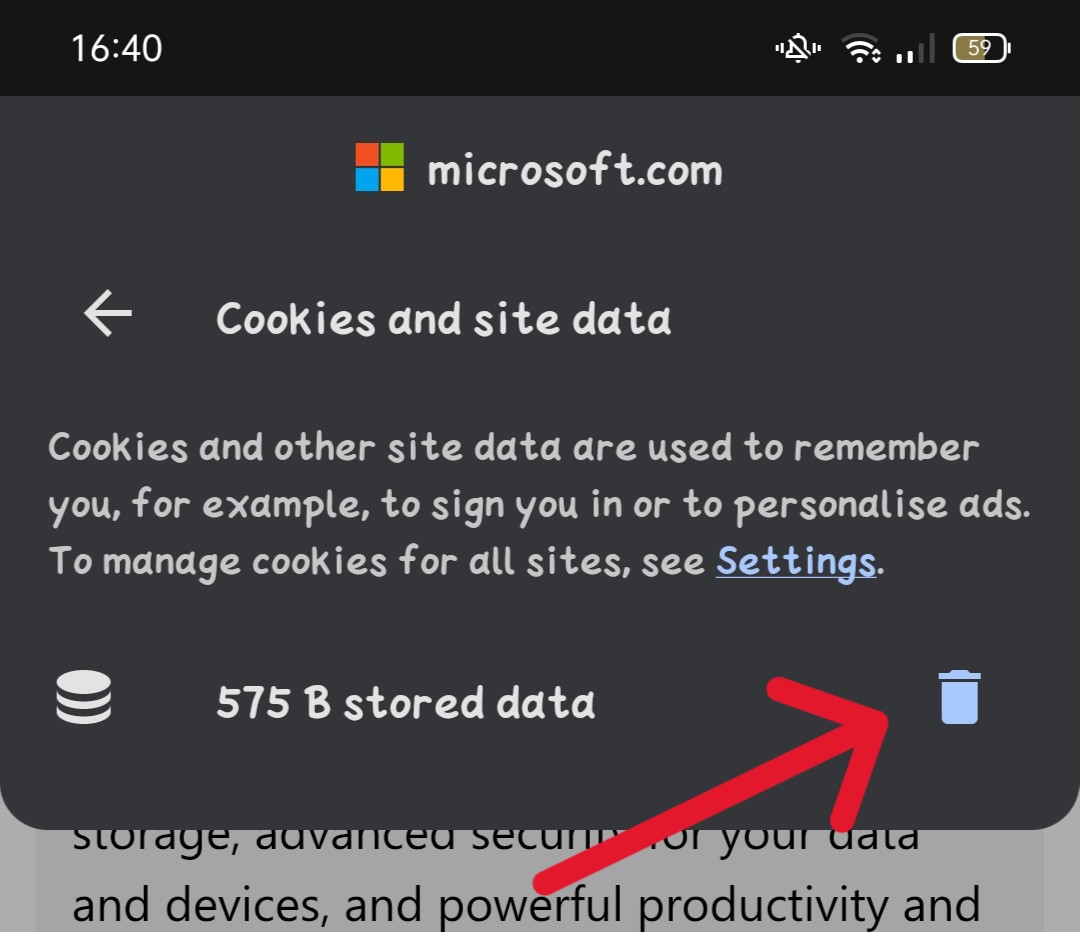 16:40
59
microsoft.com
Cookies and site data
Cookies and other site data are used to remember
you, for example, to sign you in or to personalise ads.
To manage cookies for all sites, see Settings.
575 B stored data
storage, advanced security for your data
and devices, and powerful productivity and